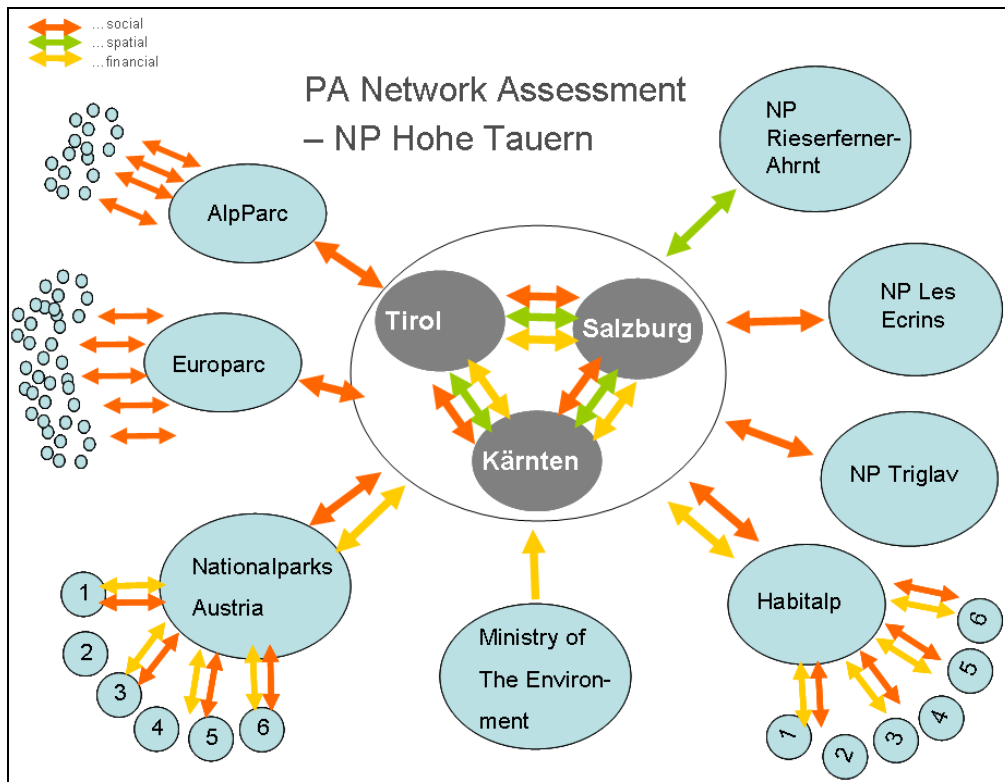 ...social
...spatial
...financial
PA Network Assessment
– NP Hohe Tauern
NP
Rieserferner-
Ahrnt
AlpParc
Tirol
Salzburg
NP Les
Ecrins
Europarc
Kärnten
NP Triglav
Nationalparks
Austria
1
2
3
4
5
6
Ministry of
The Environ-
ment
Habitalp
6
5
4
3
2
1